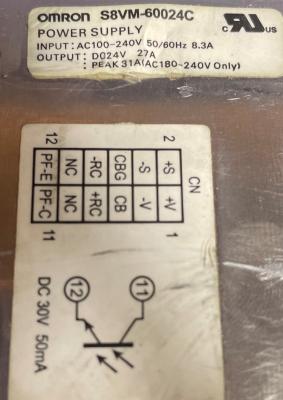 OMRON S8VM-60024C
POWER SUPPLY
INPUT: AC100-240V 50/60Hz 8.3A
OUTPUT: DC24V 27A
PEAK 31A(AC180~240V Only)
c RU US
CN
2 12
+S -S CBG -RC NC PF-E
+V -V CB +RC NC PF-C
1 11
11
12
DC 30V 50mA